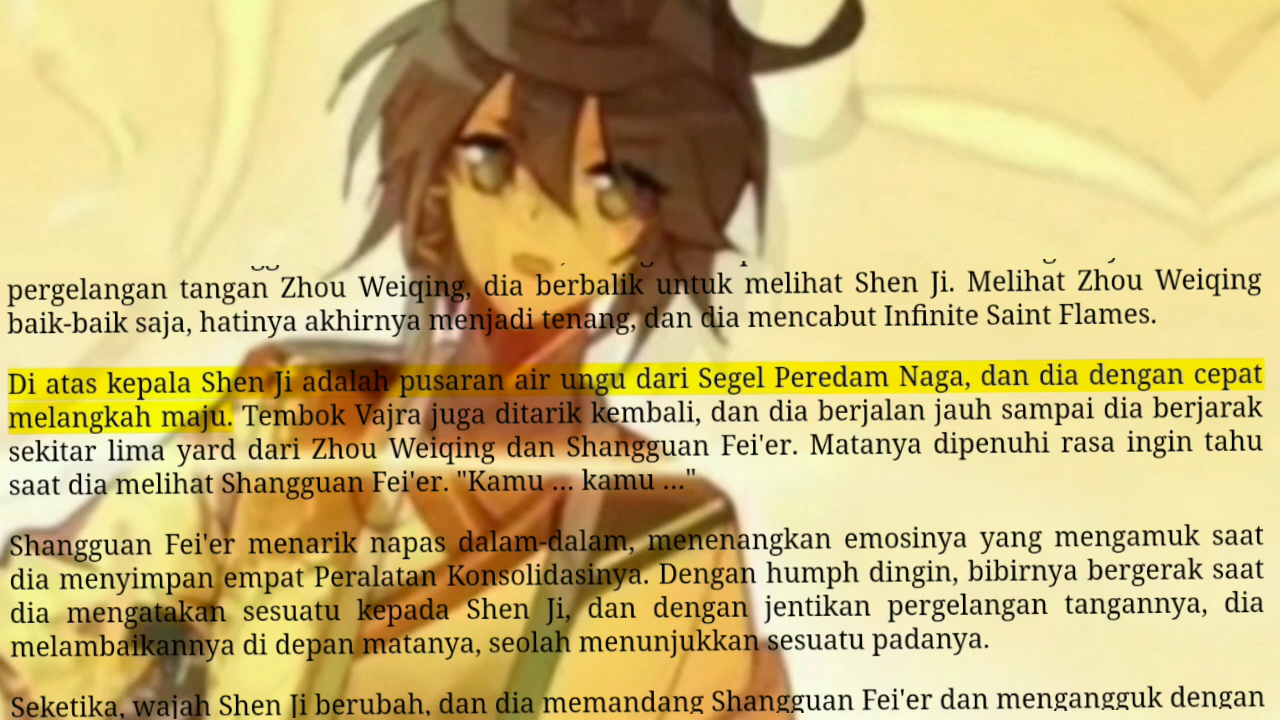 pergelangan tangan Zhou Weiqing, dia berbalik untuk melihat Shen Ji. Melihat Zhou Weiqing
baik-baik saja, hatinya akhirnya menjadi tenang, dan dia mencabut Infinite Saint Flames.
Di atas kepala Shen Ji adalah pusaran air ungu dari Segel Peredam Naga, dan dia dengan cepat
melangkah maju. Tembok Vajra juga ditarik kembali, dan dia berjalan jauh sampai dia berjarak
sekitar lima yard dari Zhou Weiqing dan Shangguan Fei'er. Matanya dipenuhi rasa ingin tahu
saat dia melihat Shangguan Fei'er. "Kamu ... kamu ..."
Shangguan Fei'er menarik napas dalam-dalam, menenangkan emosinya yang mengamuk saat
dia menyimpan empat Peralatan Konsolidasinya. Dengan humph dingin, bibirnya bergerak saat
dia mengatakan sesuatu kepada Shen Ji, dan dengan jentikan pergelangan tangannya, dia
melambaikannya di depan matanya, seolah menunjukkan sesuatu padanya.
Seketika, wajah Shen Ji berubah, dan dia memandang Shangguan Fei'er dan mengangguk dengan